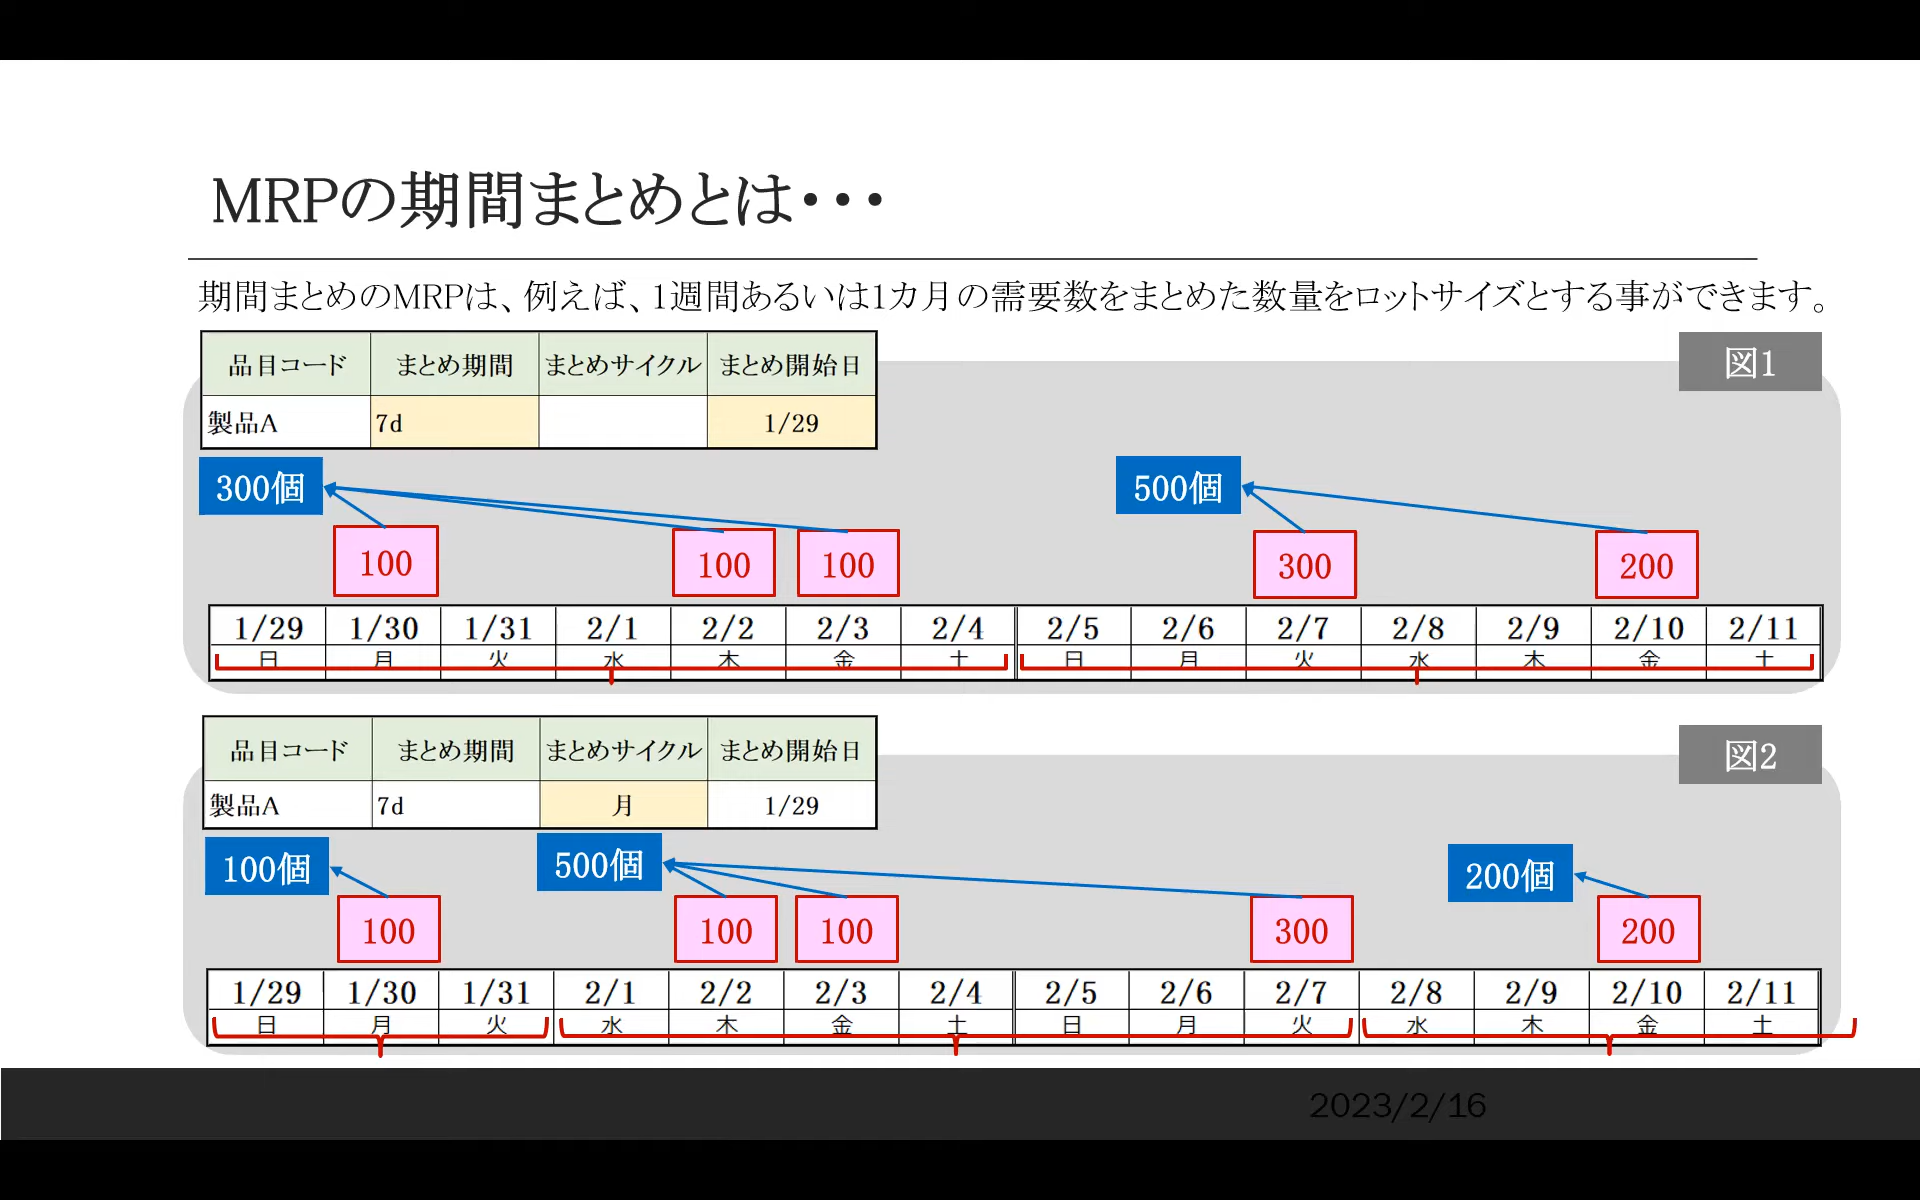 MRPの期間まとめとは・・・
期間まとめのMRPは、例えば、1週間あるいは1カ月の需要数をまとめた数量をロットサイズとする事ができます。
図1
品目コード まとめ期間 まとめサイクル まとめ開始日
製品A 7d 1/29
300個 500個
100 100 100 300 200
1/29 1/30 1/31 2/1 2/2 2/3 2/4 2/5 2/6 2/7 2/8 2/9 2/10 2/11
日 月 火 水 木 金 土 日 月 火 水 木 金 土
図2
品目コード まとめ期間 まとめサイクル まとめ開始日
製品A 7d 月 1/29
100個 500個 200個
100 100 100 300 200
1/29 1/30 1/31 2/1 2/2 2/3 2/4 2/5 2/6 2/7 2/8 2/9 2/10 2/11
日 月 火 水 木 金 土 日 月 火 水 木 金 土
2023/2/16